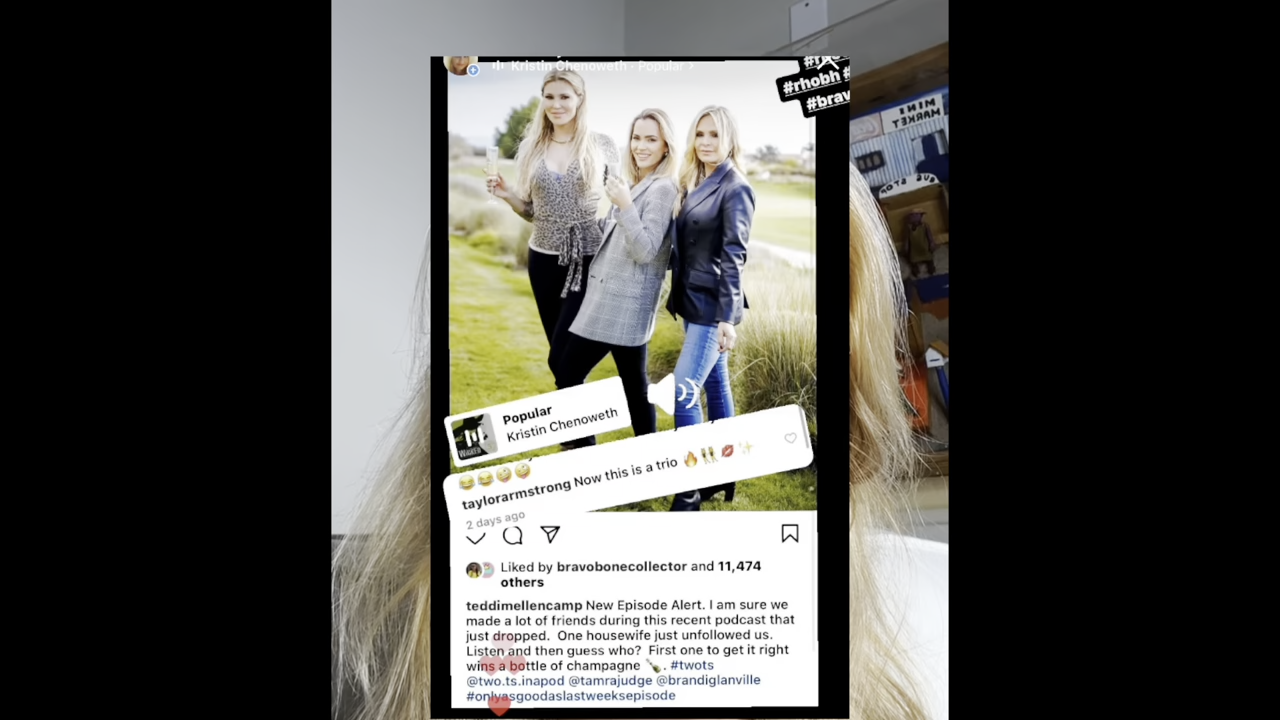 Kristin Chenoweth · Popular >
#rhobh
#brav
MINI
MARKET
BUS STOP
Popular
Kristin Chenoweth
WICKED
taylorarmstrong Now this is a trio 🔥👯💋✨
2 days ago
Liked by bravobonecollector and 11,474
others
teddimellencamp New Episode Alert. I am sure we
made a lot of friends during this recent podcast that
just dropped. One housewife just unfollowed us.
Listen and then guess who? First one to get it right
wins a bottle of champagne 🍾. #twots
@two.ts.inapod @tamrajudge @brandiglanville
#onlyasgoodaslastweeksepisode